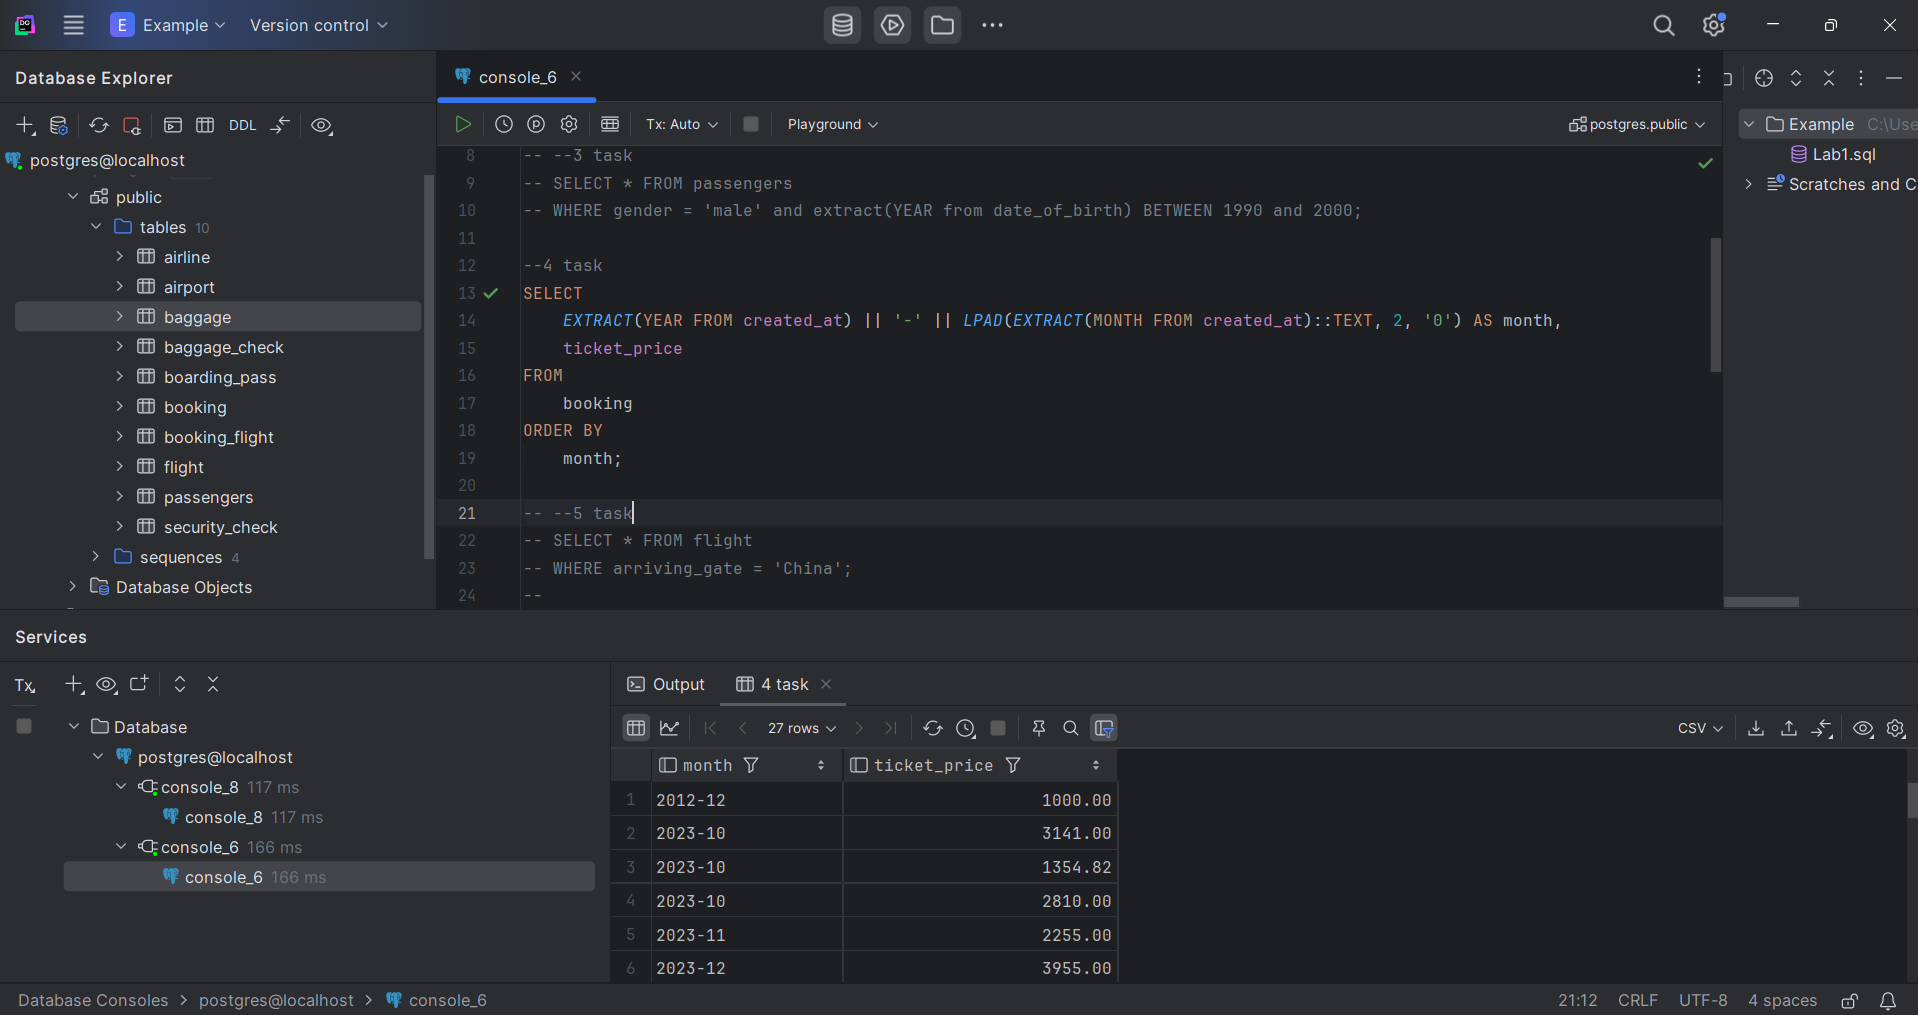 E Example Version control
Database Explorer
DDL
postgres@localhost
public
tables 10
airline
airport
baggage
baggage_check
boarding_pass
booking
booking_flight
flight
passengers
security_check
sequences 4
Database Objects
console_6
Tx: Auto Playground postgres.public
8 -- --3 task
9 -- SELECT * FROM passengers
10 -- WHERE gender = 'male' and extract(YEAR from date_of_birth) BETWEEN 1990 and 2000;
11
12 --4 task
13 SELECT
14 EXTRACT(YEAR FROM created_at) || '-' || LPAD(EXTRACT(MONTH FROM created_at)::TEXT, 2, '0') AS month,
15 ticket_price
16 FROM
17 booking
18 ORDER BY
19 month;
20
21 -- --5 task
22 -- SELECT * FROM flight
23 -- WHERE arriving_gate = 'China';
24 --
Example C:\Use
Lab1.sql
Scratches and C
Services
Tx
Database
postgres@localhost
console_8 117 ms
console_8 117 ms
console_6 166 ms
console_6 166 ms
Output 4 task
27 rows CSV
month ticket_price
1 2012-12 1000.00
2 2023-10 3141.00
3 2023-10 1354.82
4 2023-10 2810.00
5 2023-11 2255.00
6 2023-12 3955.00
Database Consoles > postgres@localhost > console_6
21:12 CRLF UTF-8 4 spaces